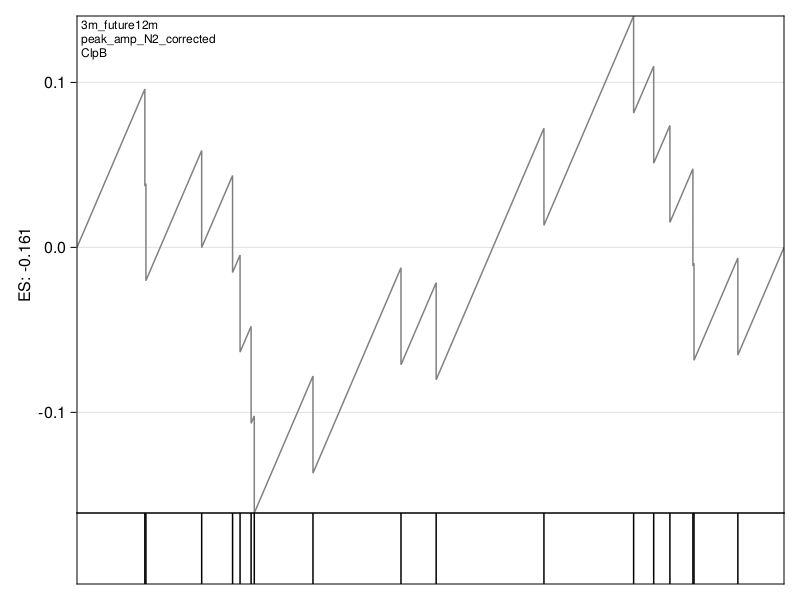 3m_future12m
peak_amp_N2_corrected
ClpB
0.1
0.0
-0.1
ES: -0.161